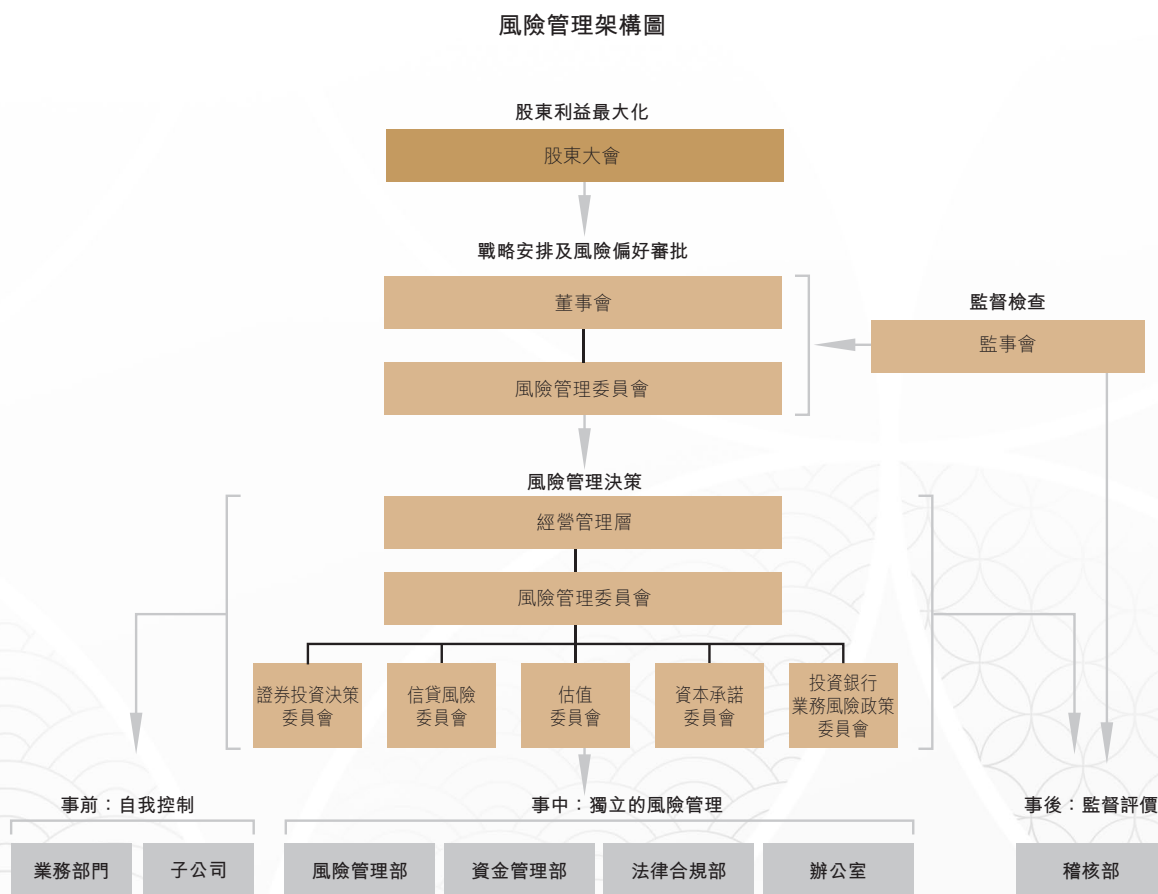 風險管理架構圖
股東利益最大化
股東大會
戰略安排及風險偏好審批
董事會
風險管理委員會
監督檢查
監事會
風險管理決策
經營管理層
風險管理委員會
證券投資決策
委員會
信貸風險
委員會
估值
委員會
資本承諾
委員會
投資銀行
業務風險政策
委員會
事前：自我控制
事中：獨立的風險管理
事後：監督評價
業務部門
子公司
風險管理部
資金管理部
法律合規部
辦公室
稽核部